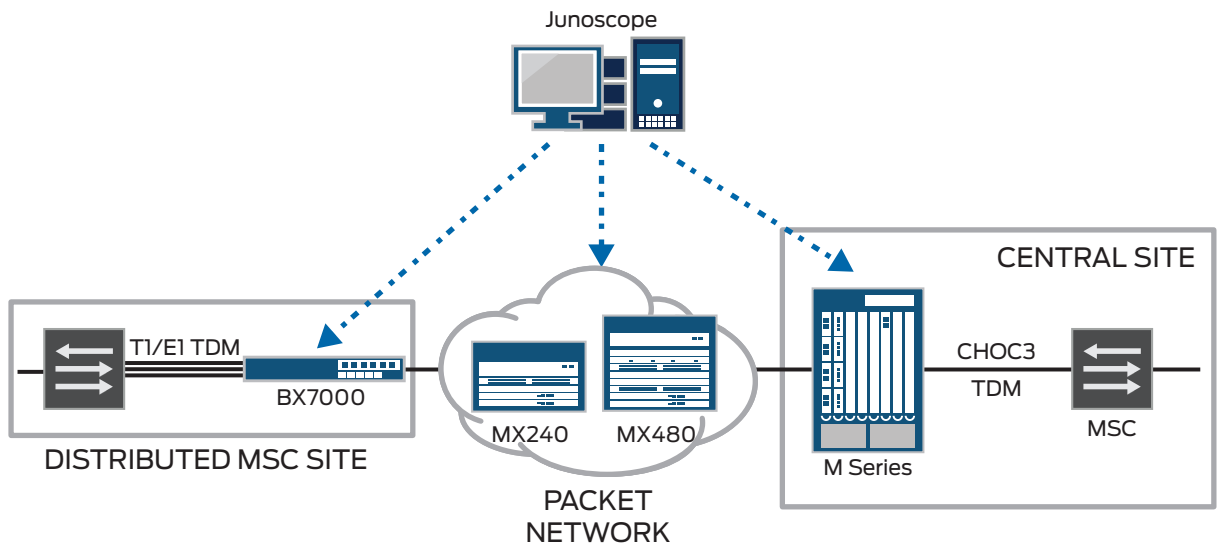 Junoscope
CENTRAL SITE
T1/E1 TDM
BX7000
MX240
MX480
CHOC3
TDM
MSC
M Series
DISTRIBUTED MSC SITE
PACKET
NETWORK